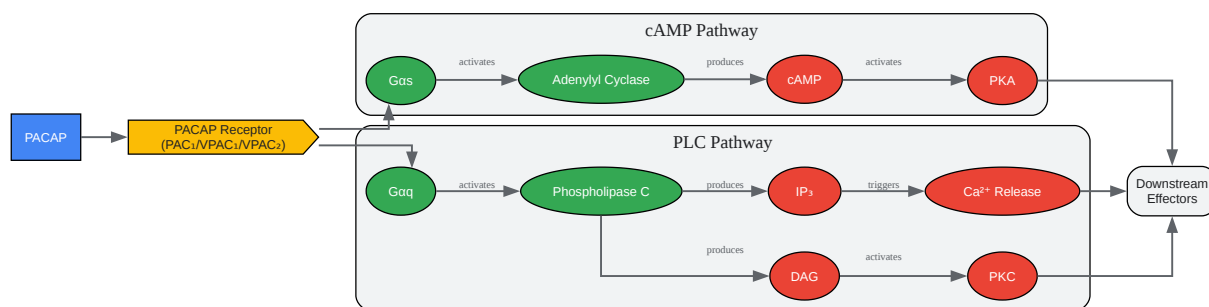 cAMP Pathway
Gαs
activates
Adenylyl Cyclase
produces
cAMP
activates
PKA
PACAP
PACAP Receptor
(PAC₁/VPAC₁/VPAC₂)
PLC Pathway
Gαq
activates
Phospholipase C
produces
IP₃
triggers
Ca²⁺ Release
Downstream
Effectors
produces
DAG
activates
PKC